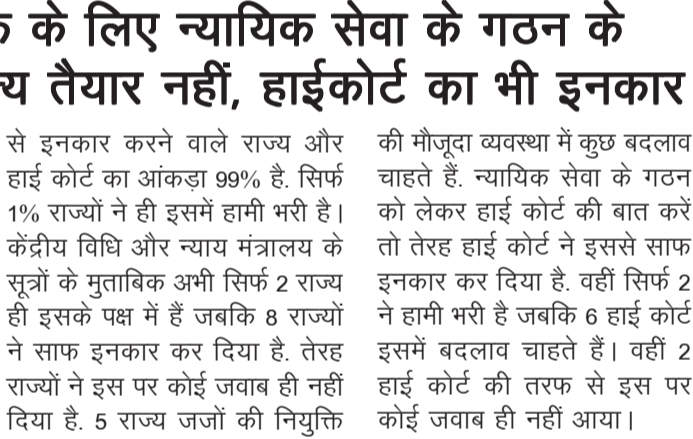 के लिए न्यायिक सेवा के गठन के
तैयार नहीं, हाईकोर्ट का भी इनकार
से इनकार करने वाले राज्य और
हाई कोर्ट का आंकड़ा 99% है. सिर्फ
1% राज्यों ने ही इसमें हामी भरी है।
केंद्रीय विधि और न्याय मंत्रालय के
सूत्रों के मुताबिक अभी सिर्फ 2 राज्य
ही इसके पक्ष में हैं जबकि 8 राज्यों
ने साफ इनकार कर दिया है. तेरह
राज्यों ने इस पर कोई जवाब ही नहीं
दिया है. 5 राज्य जजों की नियुक्ति
की मौजूदा व्यवस्था में कुछ बदलाव
चाहते हैं. न्यायिक सेवा के गठन
को लेकर हाई कोर्ट की बात करें
तो तेरह हाई कोर्ट ने इससे साफ
इनकार कर दिया है. वहीं सिर्फ 2
ने हामी भरी है जबकि 6 हाई कोर्ट
इसमें बदलाव चाहते हैं। वहीं 2
हाई कोर्ट की तरफ से इस पर
कोई जवाब ही नहीं आया।